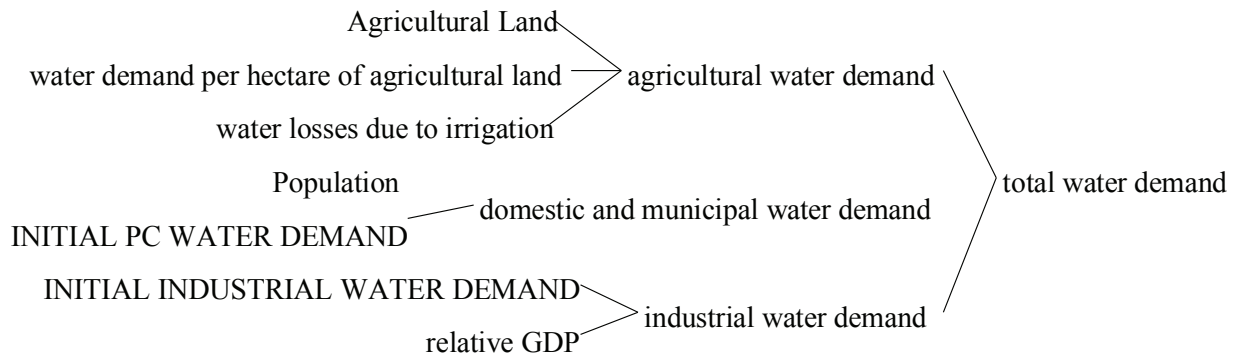 Agricultural Land
water demand per hectare of agricultural land
agricultural water demand
water losses due to irrigation
Population
total water demand
domestic and municipal water demand
INITIAL PC WATER DEMAND
INITIAL INDUSTRIAL WATER DEMAND
industrial water demand
relative GDP